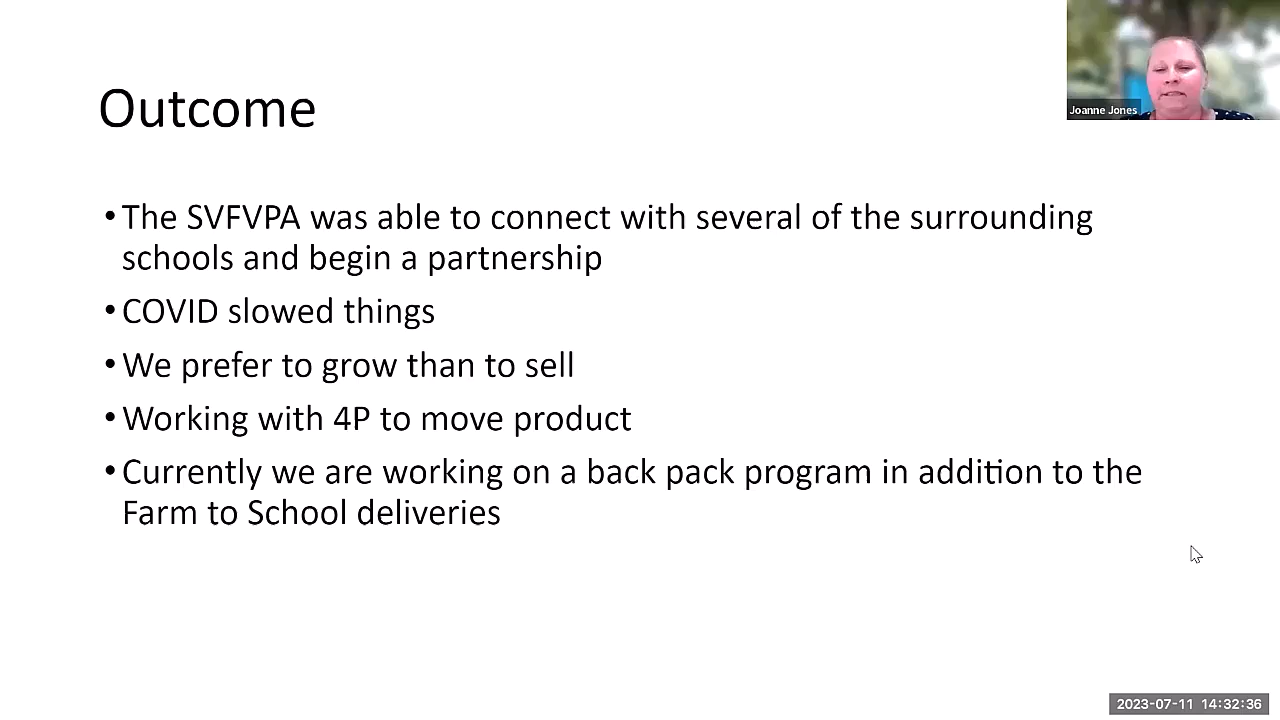 Joanne Jones
Outcome
• The SVFVPA was able to connect with several of the surrounding
schools and begin a partnership
• COVID slowed things
• We prefer to grow than to sell
• Working with 4P to move product
• Currently we are working on a back pack program in addition to the
Farm to School deliveries
2023-07-11 14:32:36